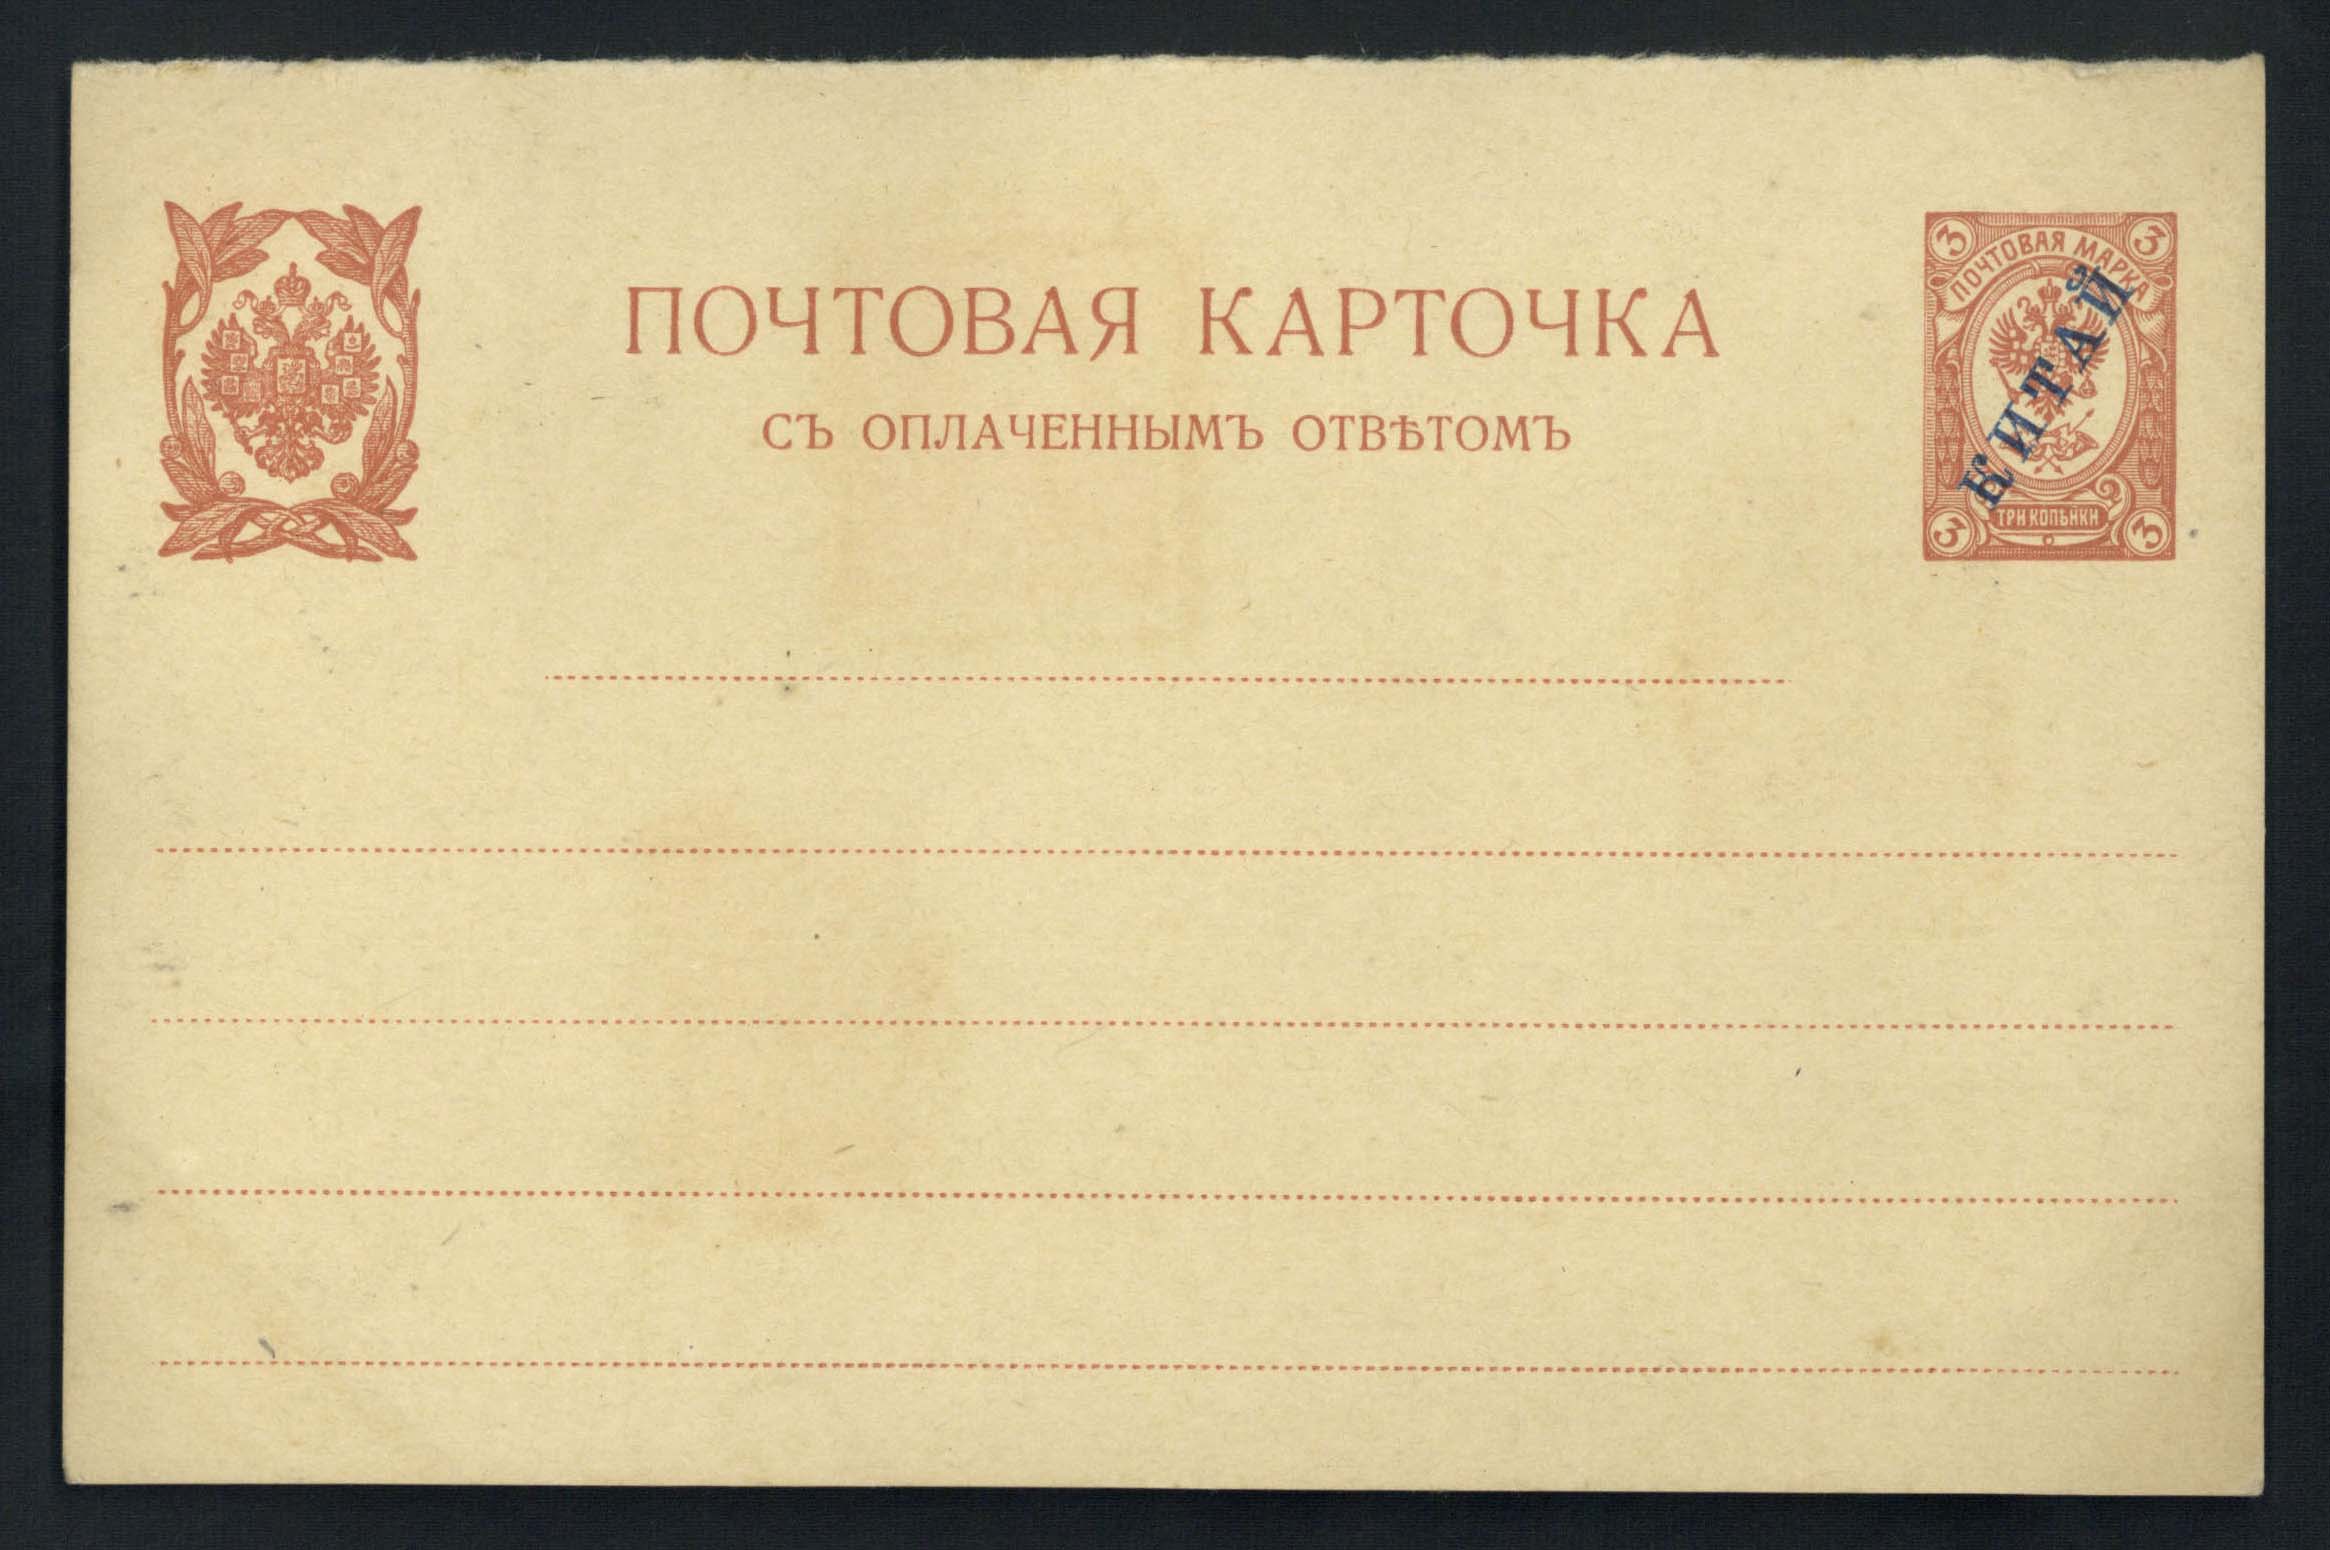 ПОЧТОВАЯ КАРТОЧКА
СЪ ОПЛАЧЕННЫМЪ ОТВѢТОМЪ
3 3
ПОЧТОВАЯ МАРКА
КИТАЙ
ТРИ КОПѢЙКИ
3 3